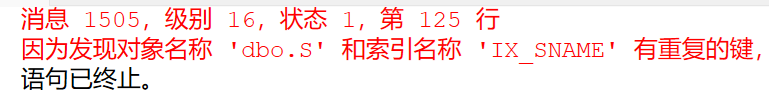 消息 1505，级别 16，状态 1，第 125 行
因为发现对象名称 'dbo.S' 和索引名称 'IX_SNAME' 有重复的键，
语句已终止。